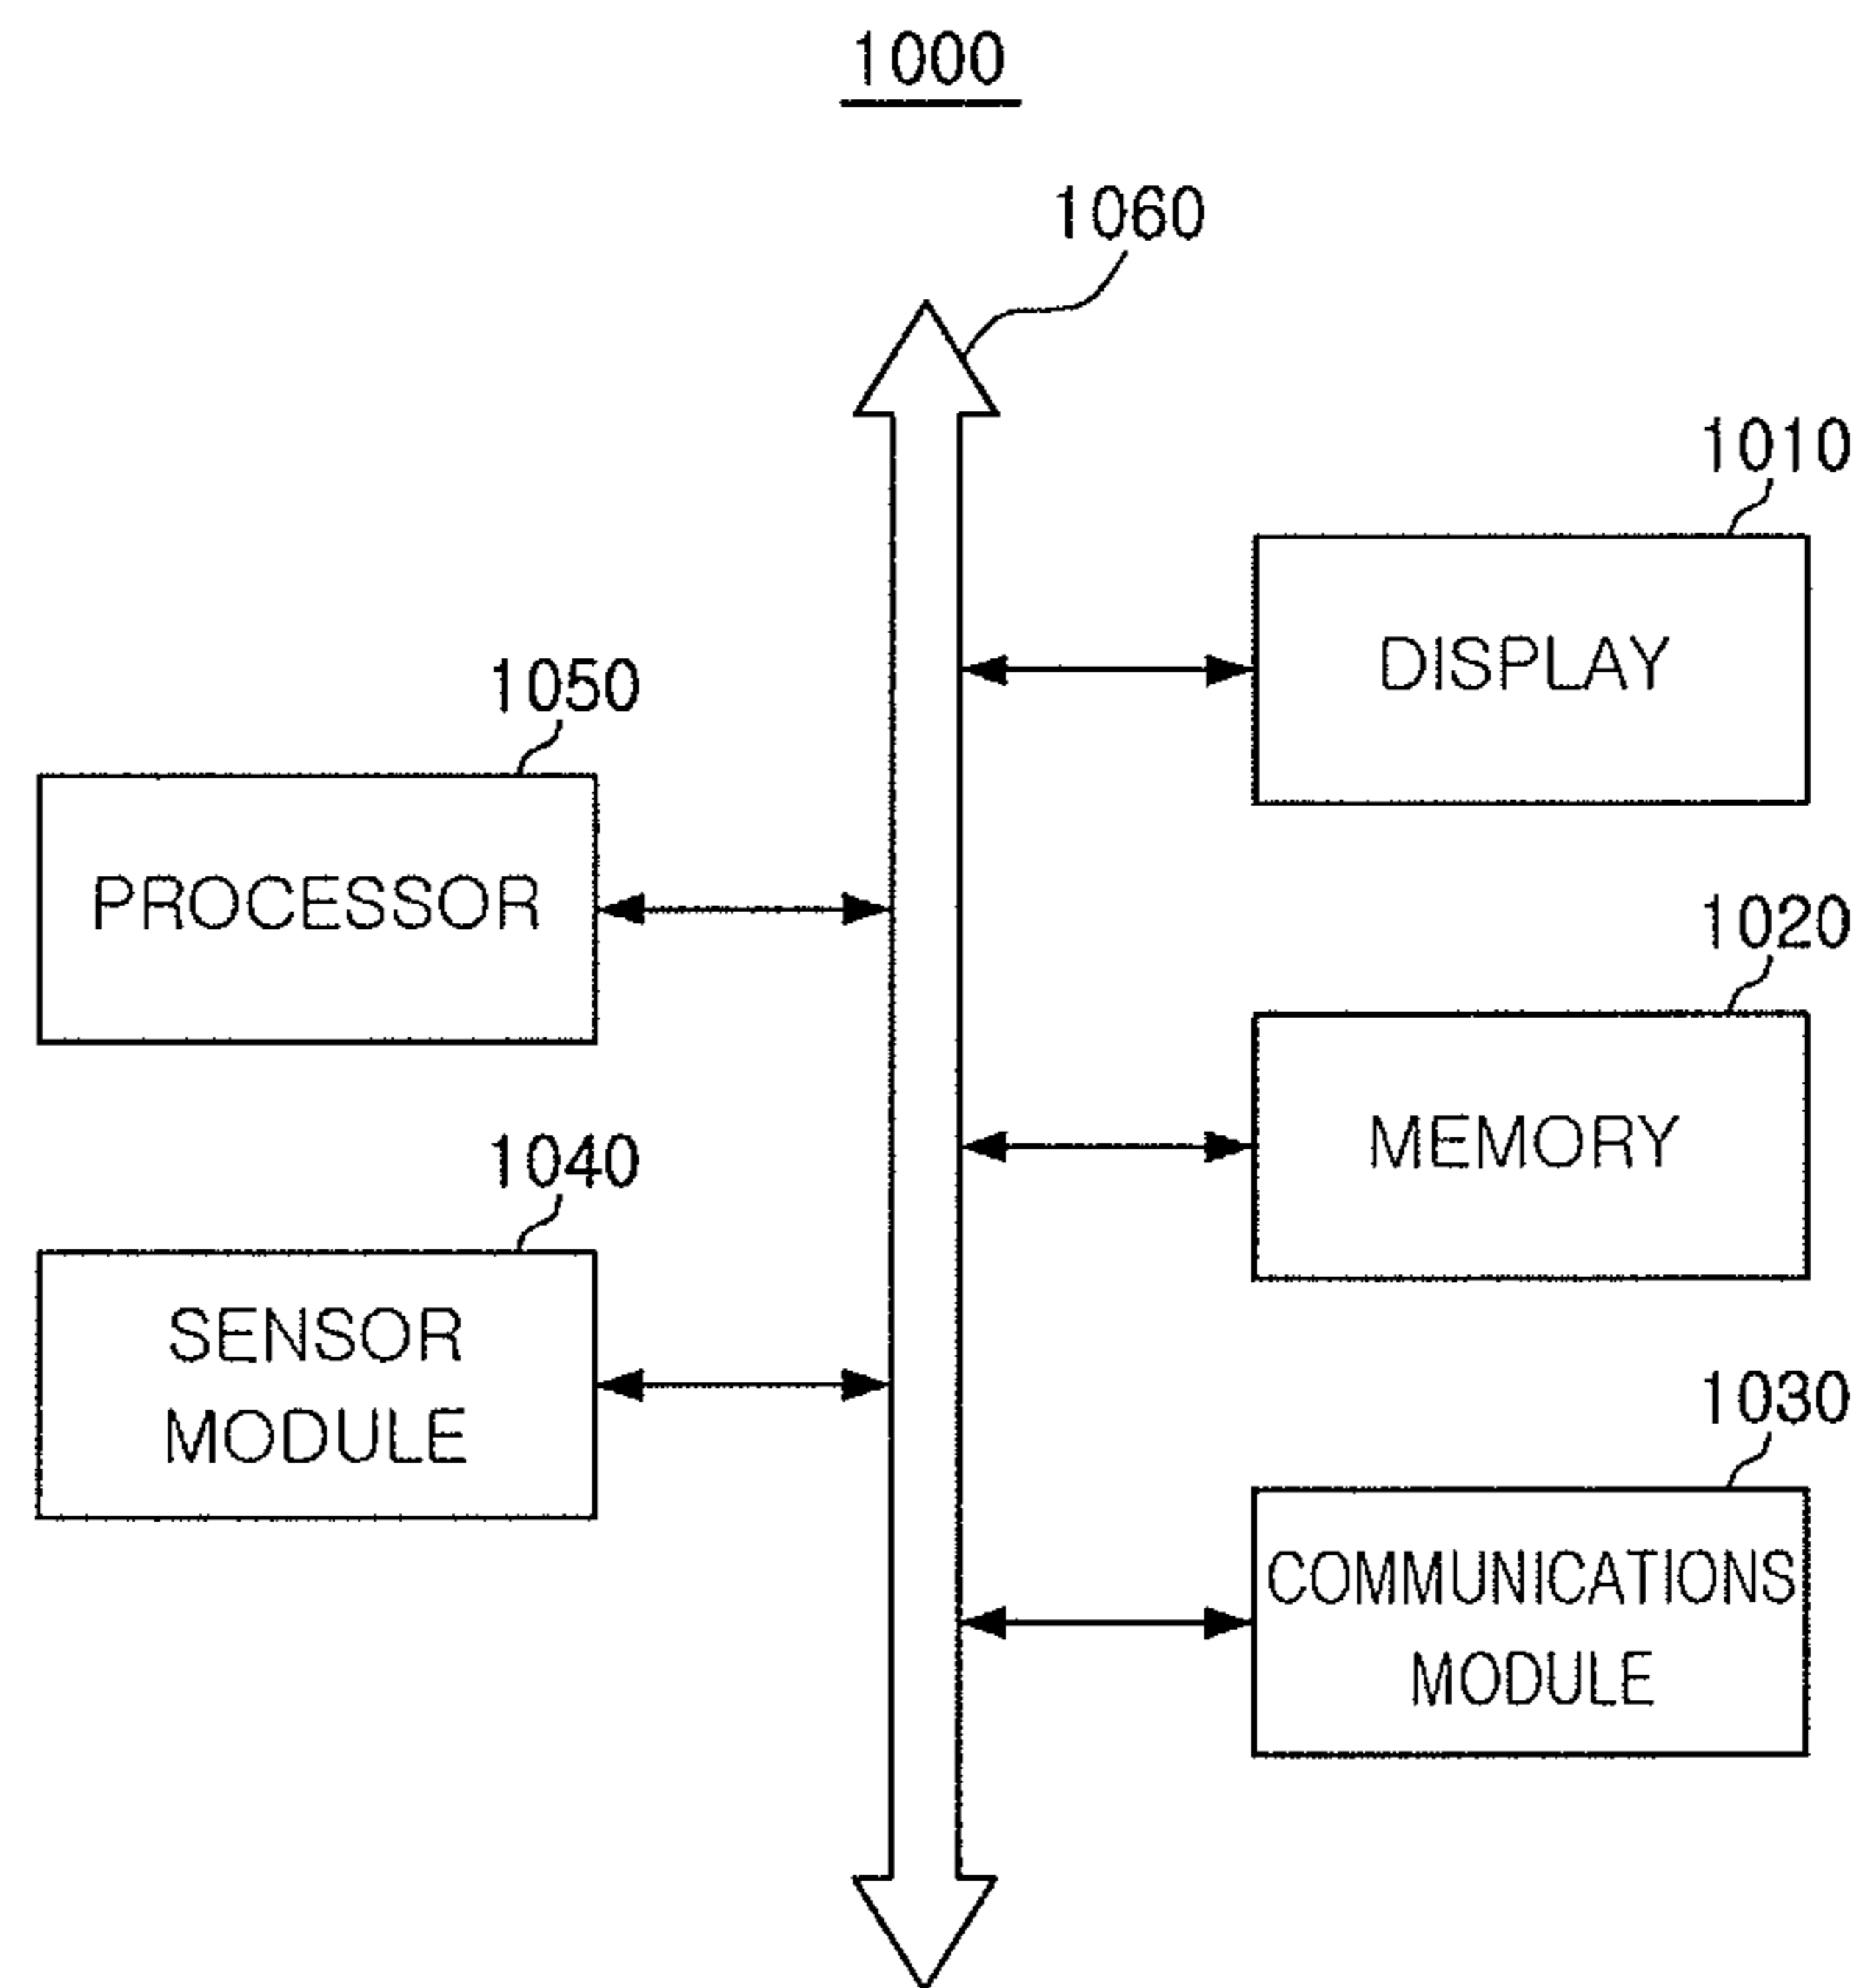 1000
1060
1010
DISPLAY
1050
PROCESSOR
1020
MEMORY
1040
SENSOR
MODULE
1030
COMMUNICATIONS
MODULE